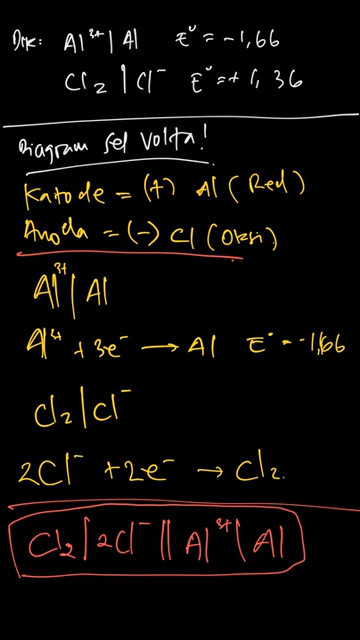 Dik: Al³⁺ | Al E° = -1,66
Cl₂ | Cl⁻ E° = + 1,36
Diagram sel Volta!
Katode = (+) Al (Red)
Anoda = (-) Cl (Oksi)
Al³⁺ | Al
Al³⁺ + 3e⁻ → Al E° = -1,66
Cl₂ | Cl⁻
2Cl⁻ + 2e⁻ → Cl₂
Cl₂ | 2Cl⁻ || Al³⁺ | Al